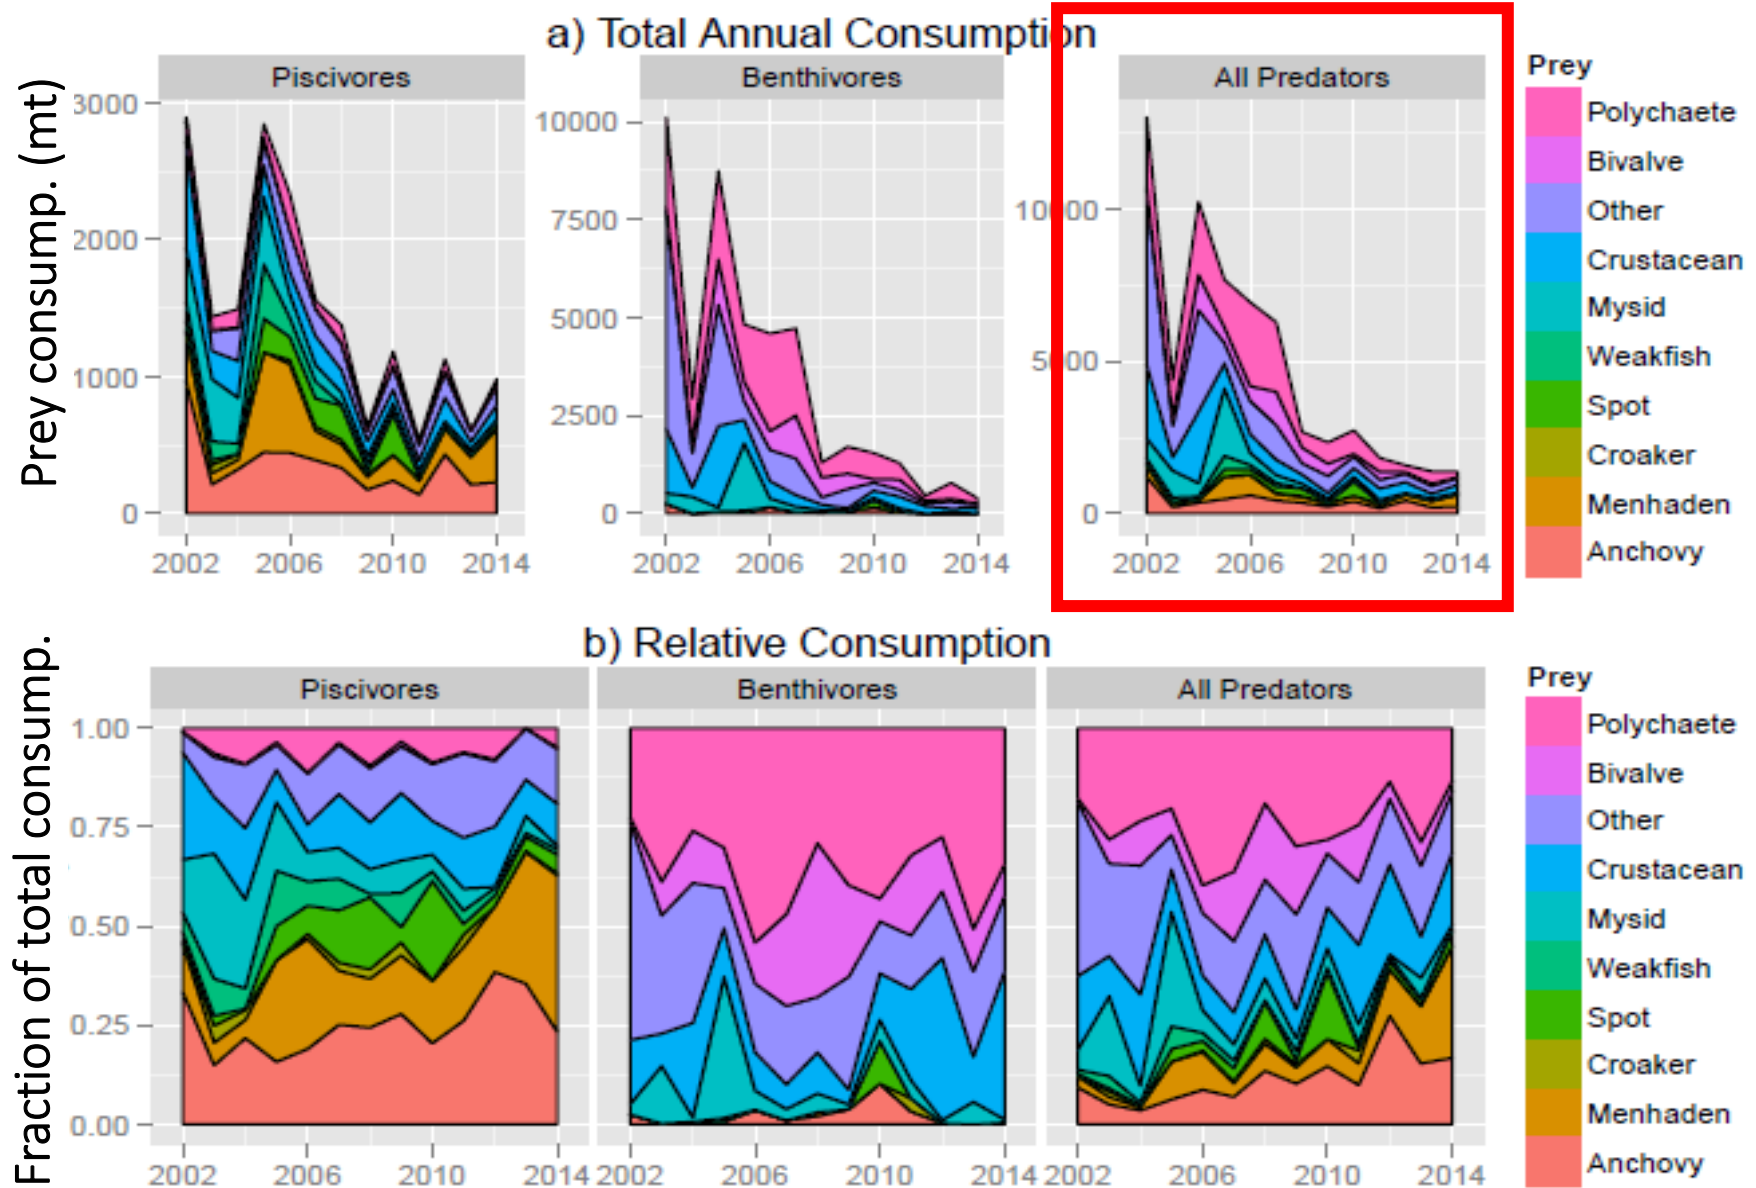 a) Total Annual Consumption
Prey consump. (mt)
Piscivores
3000
2000
1000
0
2002 2006 2010 2014
Benthivores
10000
7500
5000
2500
0
2002 2006 2010 2014
All Predators
10000
5000
0
2002 2006 2010 2014
Prey
Polychaete
Bivalve
Other
Crustacean
Mysid
Weakfish
Spot
Croaker
Menhaden
Anchovy
b) Relative Consumption
Fraction of total consump.
Piscivores
1.00
0.75
0.50
0.25
0.00
2002 2006 2010 2014
Benthivores
2002 2006 2010 2014
All Predators
2002 2006 2010 2014
Prey
Polychaete
Bivalve
Other
Crustacean
Mysid
Weakfish
Spot
Croaker
Menhaden
Anchovy